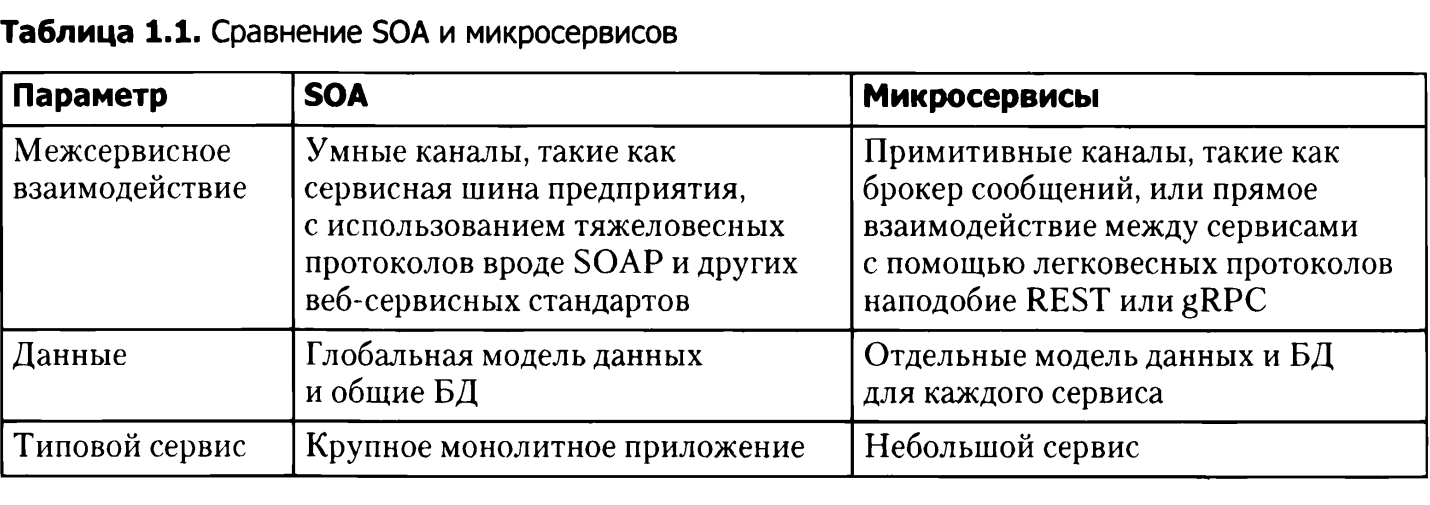 Таблица 1.1. Сравнение SOA и микросервисов
Параметр
SOA
Микросервисы
Межсервисное
взаимодействие
Умные каналы, такие как
сервисная шина предприятия,
с использованием тяжеловесных
протоколов вроде SOAP и других
веб-сервисных стандартов
Примитивные каналы, такие как
брокер сообщений, или прямое
взаимодействие между сервисами
с помощью легковесных протоколов
наподобие REST или gRPC
Данные
Глобальная модель данных
и общие БД
Отдельные модель данных и БД
для каждого сервиса
Типовой сервис
Крупное монолитное приложение
Небольшой сервис